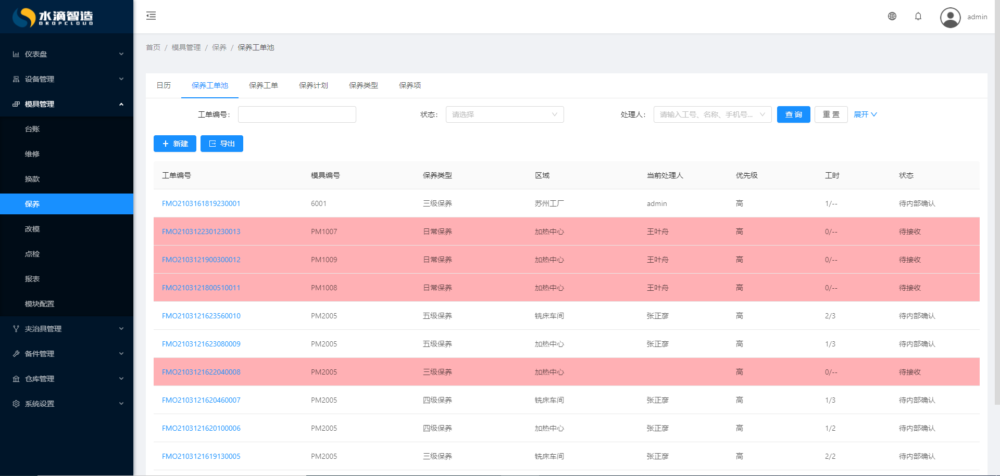 水滴智造
DROPCLOUD
admin
仪表盘
设备管理
模具管理
台账
维修
换款
保养
改模
点检
报表
模块配置
夹治具管理
备件管理
仓库管理
系统设置
首页 / 模具管理 / 保养 / 保养工单池
日历 保养工单池 保养工单 保养计划 保养类型 保养项
工单编号： 状态： 请选择 处理人： 请输入工号、名称、手机号... 查 询 重 置 展开
新建 导出
工单编号 模具编号 保养类型 区域 当前处理人 优先级 工时 状态
FMO2103161819230001 6001 三级保养 苏州工厂 admin 高 1/-- 待内部确认
FMO2103122301230013 PM1007 日常保养 加热中心 王叶舟 高 0/-- 待接收
FMO2103121900300012 PM1009 日常保养 加热中心 王叶舟 高 0/-- 待接收
FMO2103121800510011 PM1008 日常保养 加热中心 王叶舟 高 0/-- 待接收
FMO2103121623560010 PM2005 五级保养 铣床车间 张正彦 高 2/3 待内部确认
FMO2103121623080009 PM2005 五级保养 加热中心 张正彦 高 1/3 待内部确认
FMO2103121622040008 PM2005 三级保养 加热中心 高 0/-- 待接收
FMO2103121620460007 PM2005 四级保养 铣床车间 张正彦 高 1/3 待内部确认
FMO2103121620100006 PM2005 四级保养 加热中心 张正彦 高 1/2 待内部确认
FMO2103121619130005 PM2005 三级保养 铣床车间 张正彦 高 2/2 待内部确认